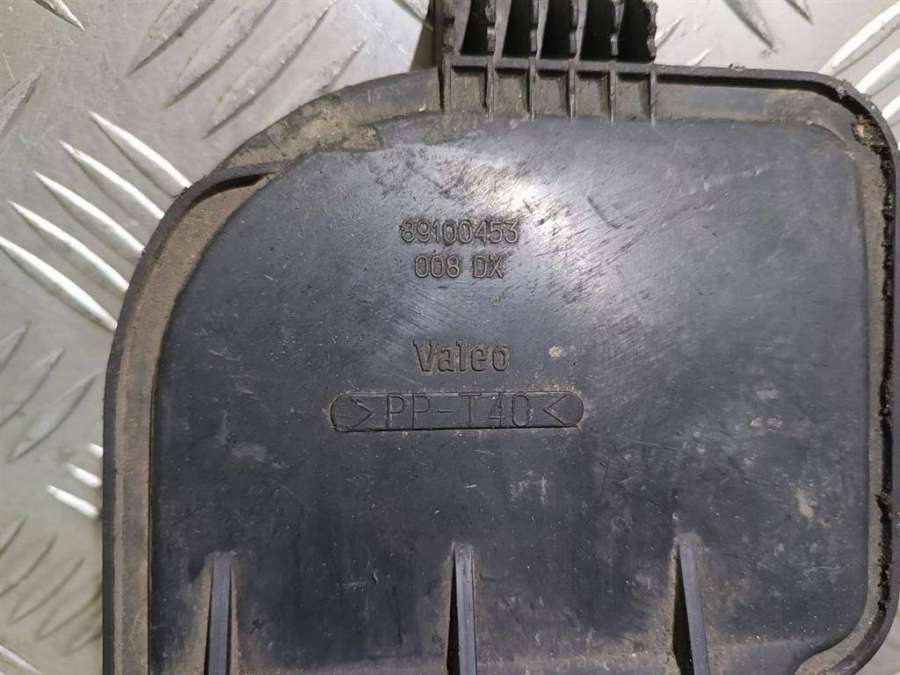 89100453
008 DX
Valeo
>PP-T40<